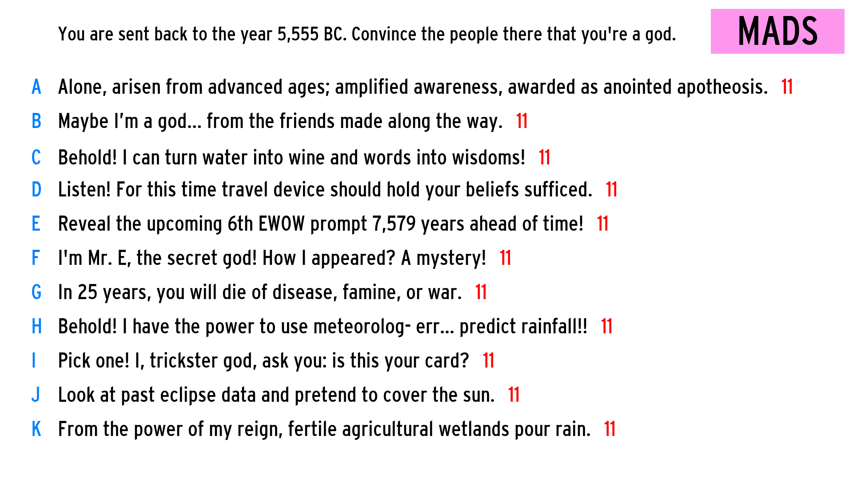 You are sent back to the year 5,555 BC. Convince the people there that you're a god.
MADS
A Alone, arisen from advanced ages; amplified awareness, awarded as anointed apotheosis. 11
B Maybe I’m a god... from the friends made along the way. 11
C Behold! I can turn water into wine and words into wisdoms! 11
D Listen! For this time travel device should hold your beliefs sufficed. 11
E Reveal the upcoming 6th EWOW prompt 7,579 years ahead of time! 11
F I'm Mr. E, the secret god! How I appeared? A mystery! 11
G In 25 years, you will die of disease, famine, or war. 11
H Behold! I have the power to use meteorolog- err... predict rainfall!! 11
I Pick one! I, trickster god, ask you: is this your card? 11
J Look at past eclipse data and pretend to cover the sun. 11
K From the power of my reign, fertile agricultural wetlands pour rain. 11